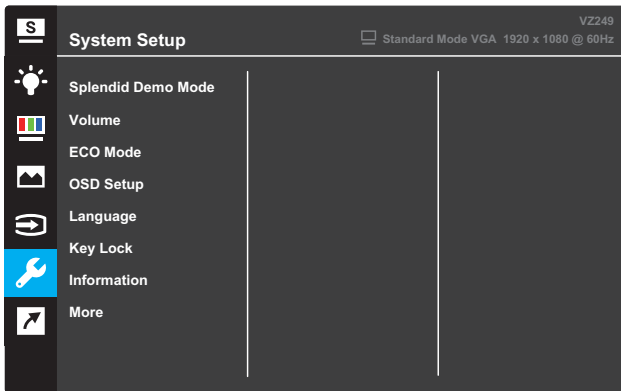 S
VZ249
System Setup
Standard Mode VGA 1920 x 1080 @ 60Hz
Splendid Demo Mode
Volume
ECO Mode
OSD Setup
Language
Key Lock
Information
More